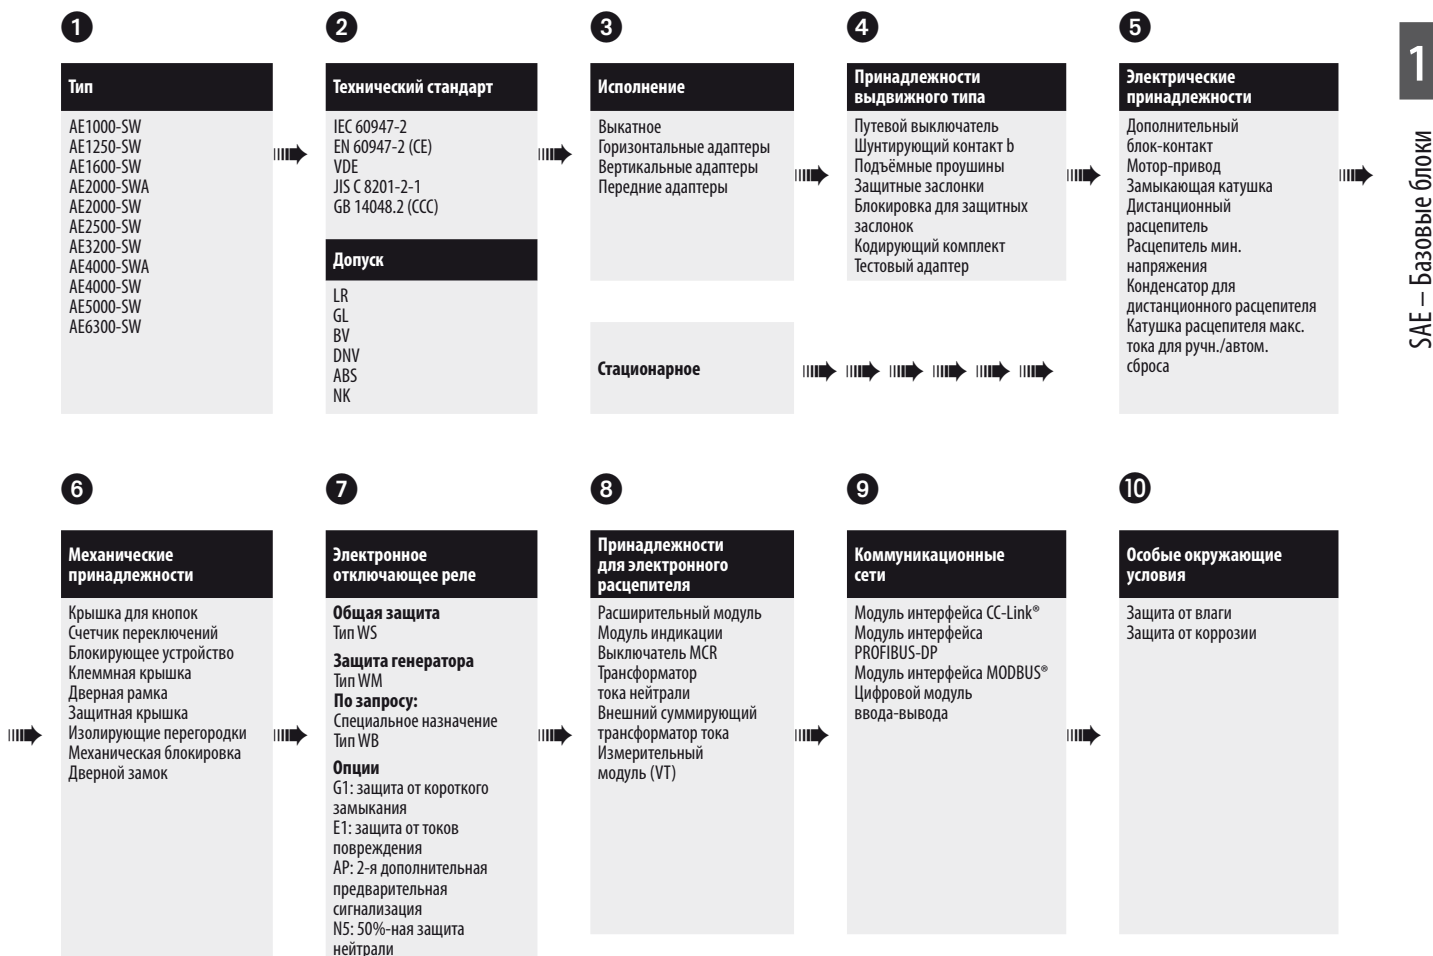 1
Тип
AE1000-SW
AE1250-SW
AE1600-SW
AE2000-SWA
AE2000-SW
AE2500-SW
AE3200-SW
AE4000-SWA
AE4000-SW
AE5000-SW
AE6300-SW
2
Технический стандарт
IEC 60947-2
EN 60947-2 (CE)
VDE
JIS C 8201-2-1
GB 14048.2 (CCC)
Допуск
LR
GL
BV
DNV
ABS
NK
3
Исполнение
Выкатное
Горизонтальные адаптеры
Вертикальные адаптеры
Передние адаптеры
Стационарное
4
Принадлежности
выдвижного типа
Путевой выключатель
Шунтирующий контакт b
Подъёмные проушины
Защитные заслонки
Блокировка для защитных
заслонок
Кодирующий комплект
Тестовый адаптер
5
Электрические
принадлежности
Дополнительный
блок-контакт
Мотор-привод
Замыкающая катушка
Дистанционный
расцепитель
Расцепитель мин.
напряжения
Конденсатор для
дистанционного расцепителя
Катушка расцепителя макс.
тока для ручн./автом.
сброса
1
SAE – Базовые блоки
6
Механические
принадлежности
Крышка для кнопок
Счетчик переключений
Блокирующее устройство
Клеммная крышка
Дверная рамка
Защитная крышка
Изолирующие перегородки
Механическая блокировка
Дверной замок
7
Электронное
отключающее реле
Общая защита
Тип WS
Защита генератора
Тип WM
По запросу:
Специальное назначение
Тип WB
Опции
G1: защита от короткого
замыкания
E1: защита от токов
повреждения
AP: 2-я дополнительная
предварительная
сигнализация
N5: 50%-ная защита
нейтрали
8
Принадлежности
для электронного
расцепителя
Расширительный модуль
Модуль индикации
Выключатель MCR
Трансформатор
тока нейтрали
Внешний суммирующий
трансформатор тока
Измерительный
модуль (VT)
9
Коммуникационные
сети
Модуль интерфейса CC-Link®
Модуль интерфейса
PROFIBUS-DP
Модуль интерфейса MODBUS®
Цифровой модуль
ввода-вывода
10
Особые окружающие
условия
Защита от влаги
Защита от коррозии